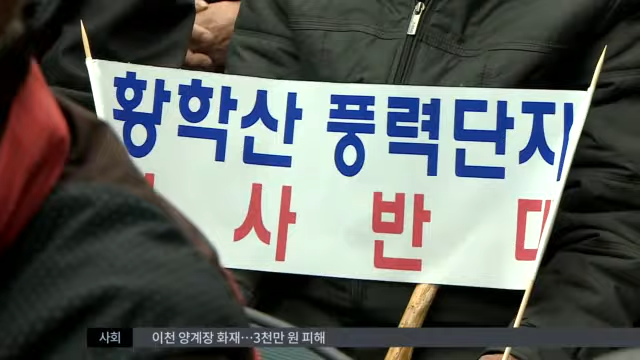 황학산 풍력단지
사 반 대
사회 이천 양계장 화재…3천만 원 피해